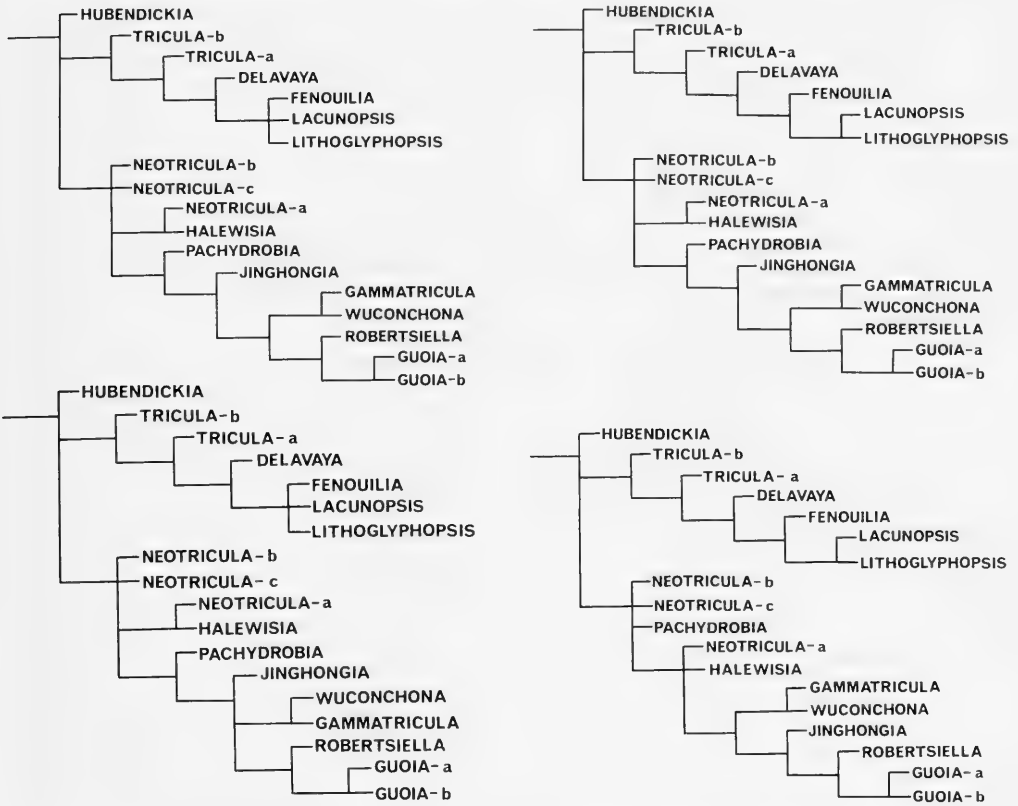 HUBENDICKIA
TRICULA-b
TRICULA-a
DELAVAYA
FENOUILIA
LACUNOPSIS
LITHOGLYPHOPSIS
NEOTRICULA-b
NEOTRICULA-c
NEOTRICULA-a
HALEWISIA
PACHYDROBIA
JINGHONGIA
GAMMATRICULA
WUCONCHONA
ROBERTSIELLA
GUOIA-a
GUOIA-b
HUBENDICKIA
TRICULA-b
TRICULA-a
DELAVAYA
FENOUILIA
LACUNOPSIS
LITHOGLYPHOPSIS
NEOTRICULA-b
NEOTRICULA-c
NEOTRICULA-a
HALEWISIA
PACHYDROBIA
JINGHONGIA
GAMMATRICULA
WUCONCHONA
ROBERTSIELLA
GUOIA-a
GUOIA-b
HUBENDICKIA
TRICULA-b
TRICULA-a
DELAVAYA
FENOUILIA
LACUNOPSIS
LITHOGLYPHOPSIS
NEOTRICULA-b
NEOTRICULA-c
NEOTRICULA-a
HALEWISIA
PACHYDROBIA
JINGHONGIA
WUCONCHONA
GAMMATRICULA
ROBERTSIELLA
GUOIA-a
GUOIA-b
HUBENDICKIA
TRICULA-b
TRICULA-a
DELAVAYA
FENOUILIA
LACUNOPSIS
LITHOGLYPHOPSIS
NEOTRICULA-b
NEOTRICULA-c
PACHYDROBIA
NEOTRICULA-a
HALEWISIA
GAMMATRICULA
WUCONCHONA
JINGHONGIA
ROBERTSIELLA
GUOIA-a
GUOIA-b